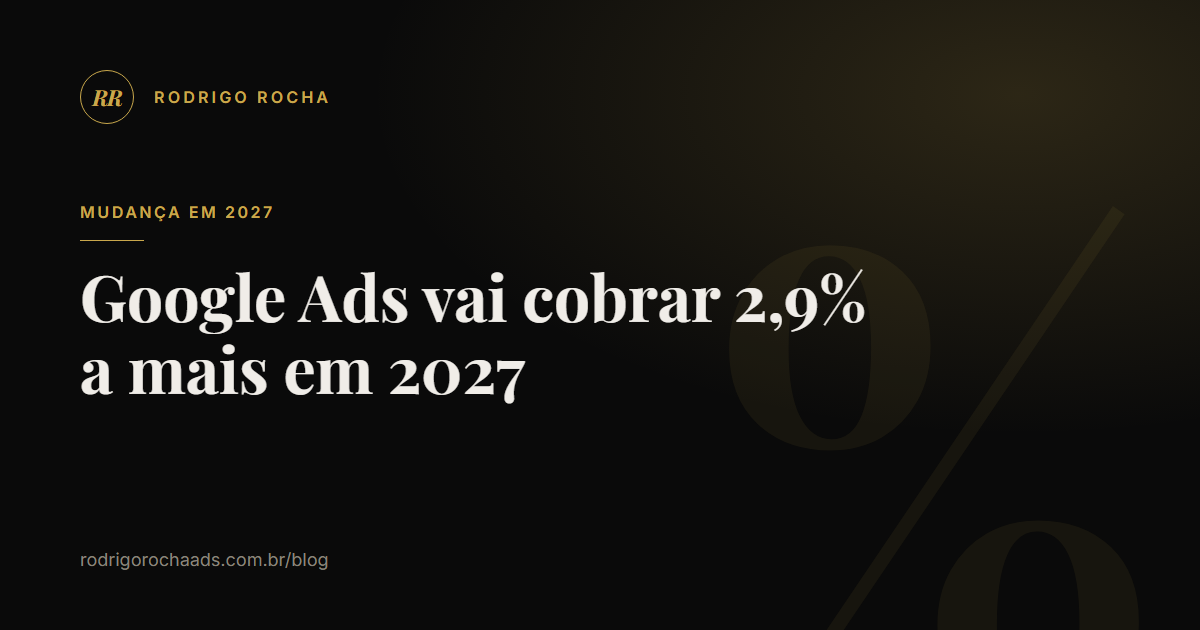 RR RODRIGO ROCHA
MUDANÇA EM 2027
Google Ads vai cobrar 2,9%
a mais em 2027
%
rodrigorochaads.com.br/blog